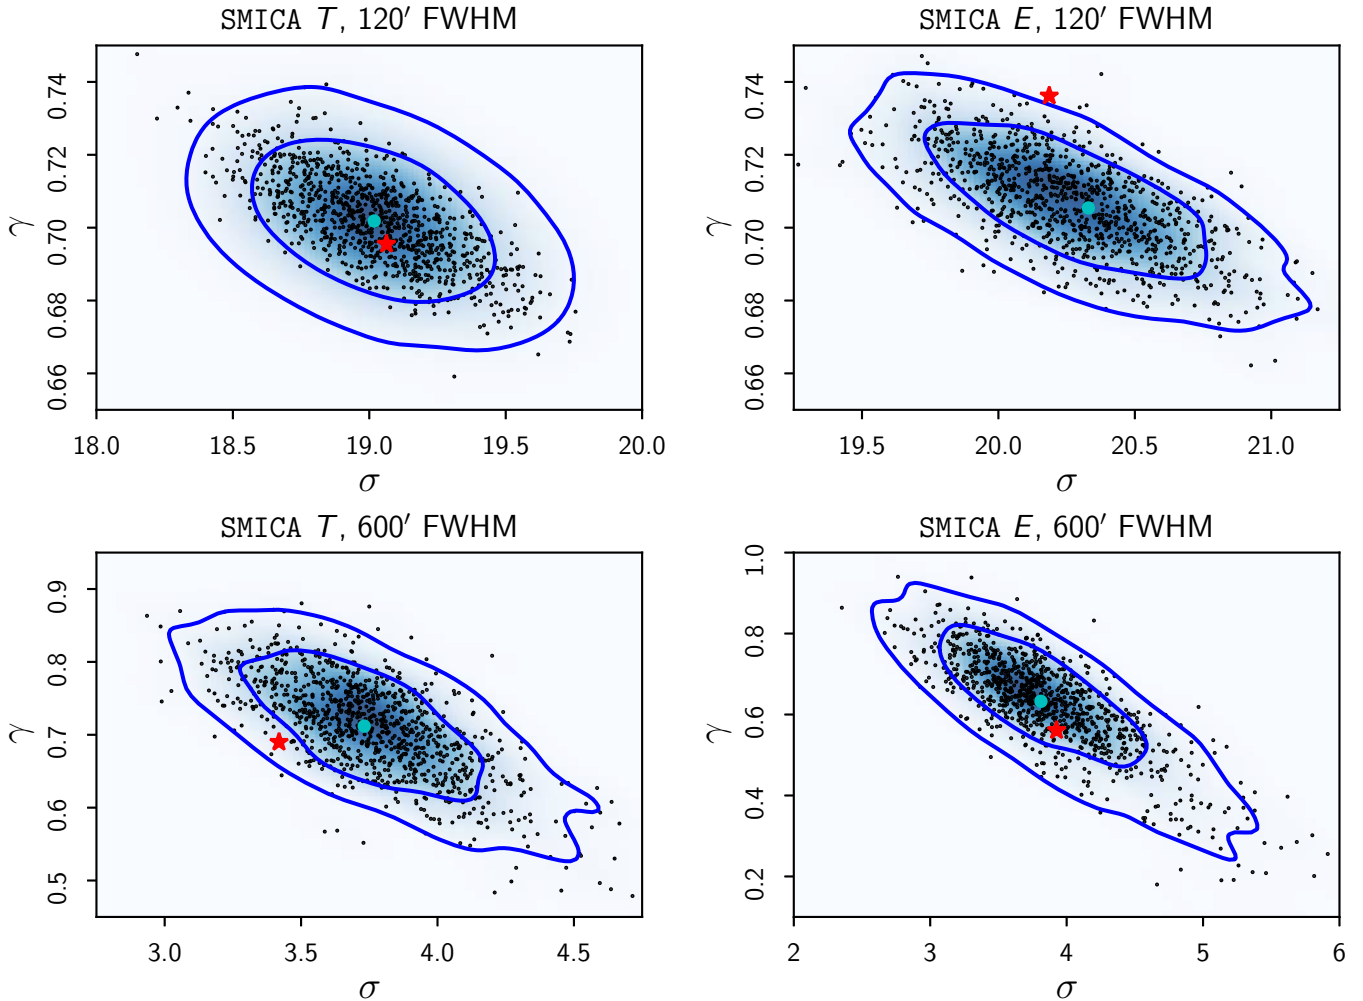 SMICA T, 120′ FWHM
γ
0.74
0.72
0.70
0.68
0.66
18.0 18.5 19.0 19.5 20.0
σ
SMICA E, 120′ FWHM
γ
0.74
0.72
0.70
0.68
0.66
19.5 20.0 20.5 21.0
σ
SMICA T, 600′ FWHM
γ
0.9
0.8
0.7
0.6
0.5
3.0 3.5 4.0 4.5
σ
SMICA E, 600′ FWHM
γ
1.0
0.8
0.6
0.4
0.2
2 3 4 5 6
σ